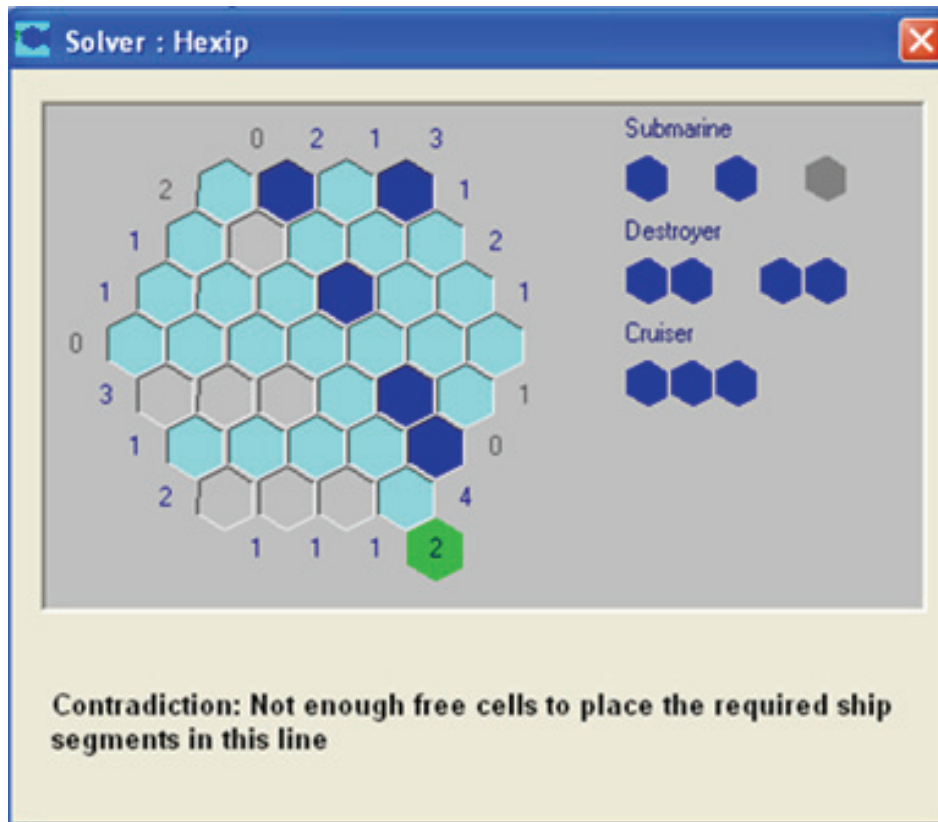 Solver : Hexip
0 2 1 3
Submarine
2 1
1 2
Destroyer
1 1
0
Cruiser
3 1
1 0
2 4
1 1 1 2
Contradiction: Not enough free cells to place the required ship
segments in this line